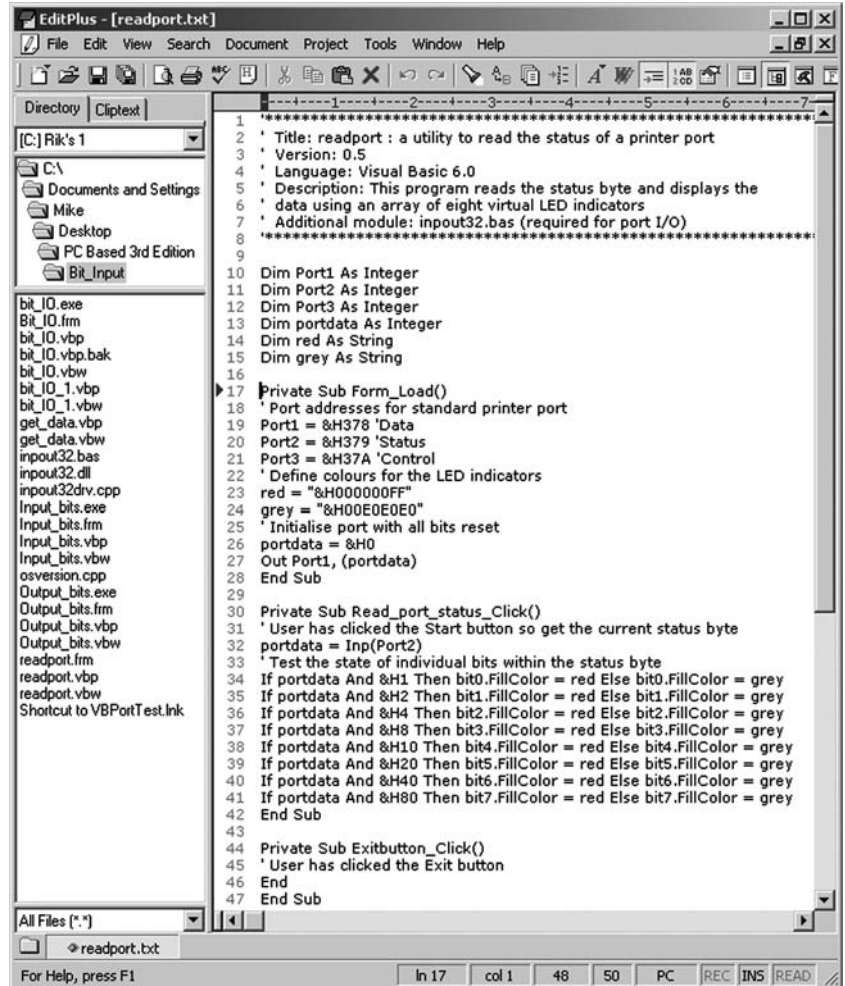 EditPlus - [readport.txt]
File Edit View Search Document Project Tools Window Help
Directory Cliptext
[C:] Rik's 1
C:\
Documents and Settings
Mike
Desktop
PC Based 3rd Edition
Bit_Input
bit_IO.exe
Bit_IO.frm
bit_IO.vbp
bit_IO.vbp.bak
bit_IO.vbw
bit_IO_1.vbp
bit_IO_1.vbw
get_data.vbp
get_data.vbw
inpout32.bas
inpout32.dll
inpout32drv.cpp
Input_bits.exe
Input_bits.frm
Input_bits.vbp
Input_bits.vbw
osversion.cpp
Output_bits.exe
Output_bits.frm
Output_bits.vbp
Output_bits.vbw
readport.frm
readport.vbp
readport.vbw
Shortcut to VBPortTest.lnk
All Files (*.*)
----+----1----+----2----+----3----+----4----+----5----+----6----+----7-
1 '*********************************************************************
2 ' Title: readport : a utility to read the status of a printer port
3 ' Version: 0.5
4 ' Language: Visual Basic 6.0
5 ' Description: This program reads the status byte and displays the
6 ' data using an array of eight virtual LED indicators
7 ' Additional module: inpout32.bas (required for port I/O)
8 '*********************************************************************
9
10 Dim Port1 As Integer
11 Dim Port2 As Integer
12 Dim Port3 As Integer
13 Dim portdata As Integer
14 Dim red As String
15 Dim grey As String
16
17 Private Sub Form_Load()
18 ' Port addresses for standard printer port
19 Port1 = &H378 'Data
20 Port2 = &H379 'Status
21 Port3 = &H37A 'Control
22 ' Define colours for the LED indicators
23 red = "&H000000FF"
24 grey = "&H00E0E0E0"
25 ' Initialise port with all bits reset
26 portdata = &H0
27 Out Port1, (portdata)
28 End Sub
29
30 Private Sub Read_port_status_Click()
31 ' User has clicked the Start button so get the current status byte
32 portdata = Inp(Port2)
33 ' Test the state of individual bits within the status byte
34 If portdata And &H1 Then bit0.FillColor = red Else bit0.FillColor = grey
35 If portdata And &H2 Then bit1.FillColor = red Else bit1.FillColor = grey
36 If portdata And &H4 Then bit2.FillColor = red Else bit2.FillColor = grey
37 If portdata And &H8 Then bit3.FillColor = red Else bit3.FillColor = grey
38 If portdata And &H10 Then bit4.FillColor = red Else bit4.FillColor = grey
39 If portdata And &H20 Then bit5.FillColor = red Else bit5.FillColor = grey
40 If portdata And &H40 Then bit6.FillColor = red Else bit6.FillColor = grey
41 If portdata And &H80 Then bit7.FillColor = red Else bit7.FillColor = grey
42 End Sub
43
44 Private Sub Exitbutton_Click()
45 ' User has clicked the Exit button
46 End
47 End Sub
readport.txt
For Help, press F1 ln 17 col 1 48 50 PC REC INS READ